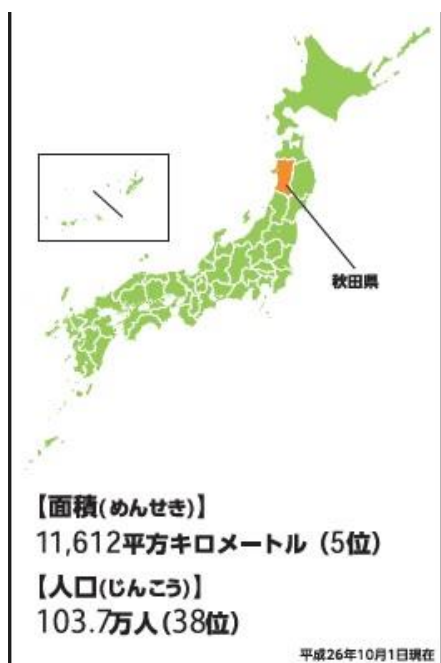 秋田県
【面積(めんせき)】
11,612平方キロメートル（5位）
【人口(じんこう)】
103.7万人(38位)
平成26年10月1日現在